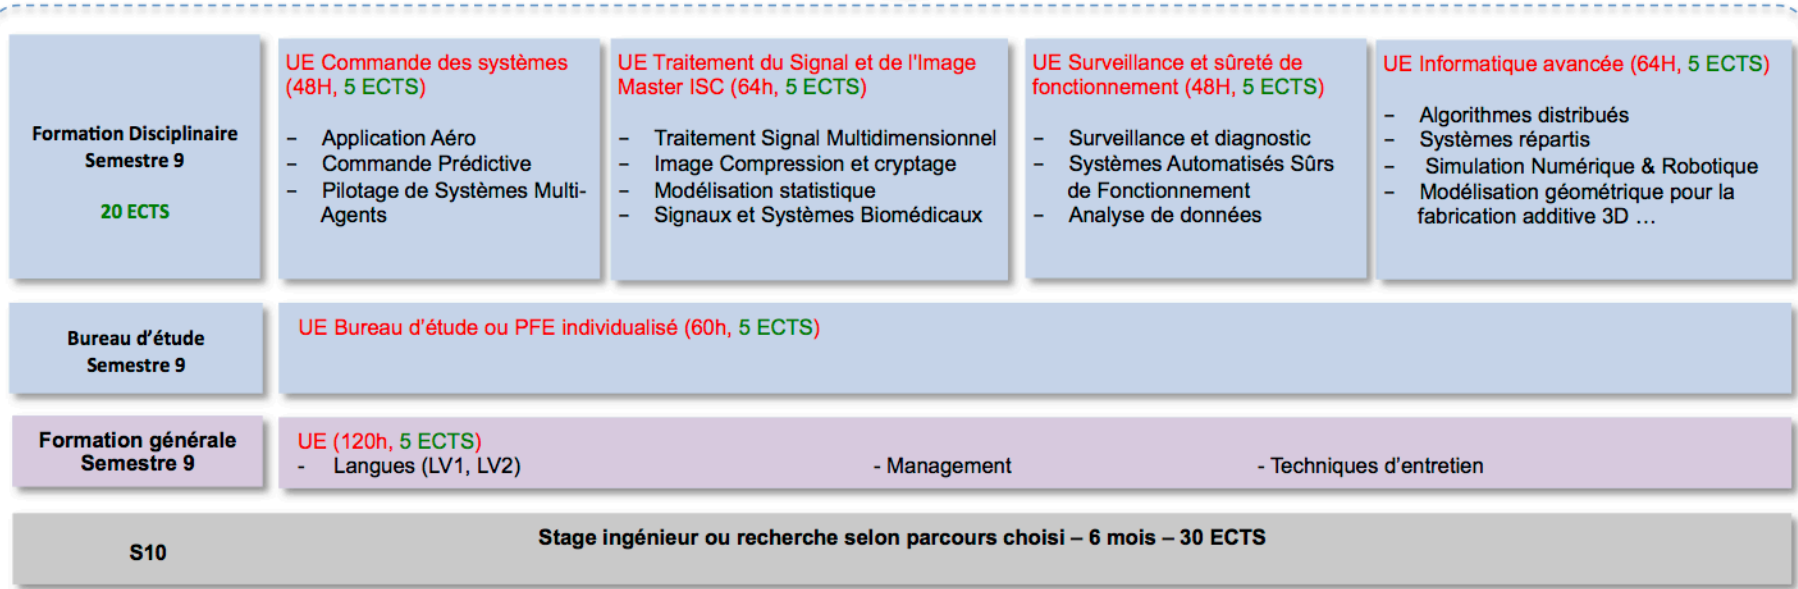 Formation Disciplinaire
Semestre 9
20 ECTS
UE Commande des systèmes
(48H, 5 ECTS)
– Application Aéro
– Commande Prédictive
– Pilotage de Systèmes Multi-
Agents
UE Traitement du Signal et de l'Image
Master ISC (64h, 5 ECTS)
– Traitement Signal Multidimensionnel
– Image Compression et cryptage
– Modélisation statistique
– Signaux et Systèmes Biomédicaux
UE Surveillance et sûreté de
fonctionnement (48H, 5 ECTS)
– Surveillance et diagnostic
– Systèmes Automatisés Sûrs
de Fonctionnement
– Analyse de données
UE Informatique avancée (64H, 5 ECTS)
– Algorithmes distribués
– Systèmes répartis
– Simulation Numérique & Robotique
– Modélisation géométrique pour la
fabrication additive 3D …
Bureau d’étude
Semestre 9
UE Bureau d’étude ou PFE individualisé (60h, 5 ECTS)
Formation générale
Semestre 9
UE (120h, 5 ECTS)
- Langues (LV1, LV2) - Management - Techniques d’entretien
S10
Stage ingénieur ou recherche selon parcours choisi – 6 mois – 30 ECTS